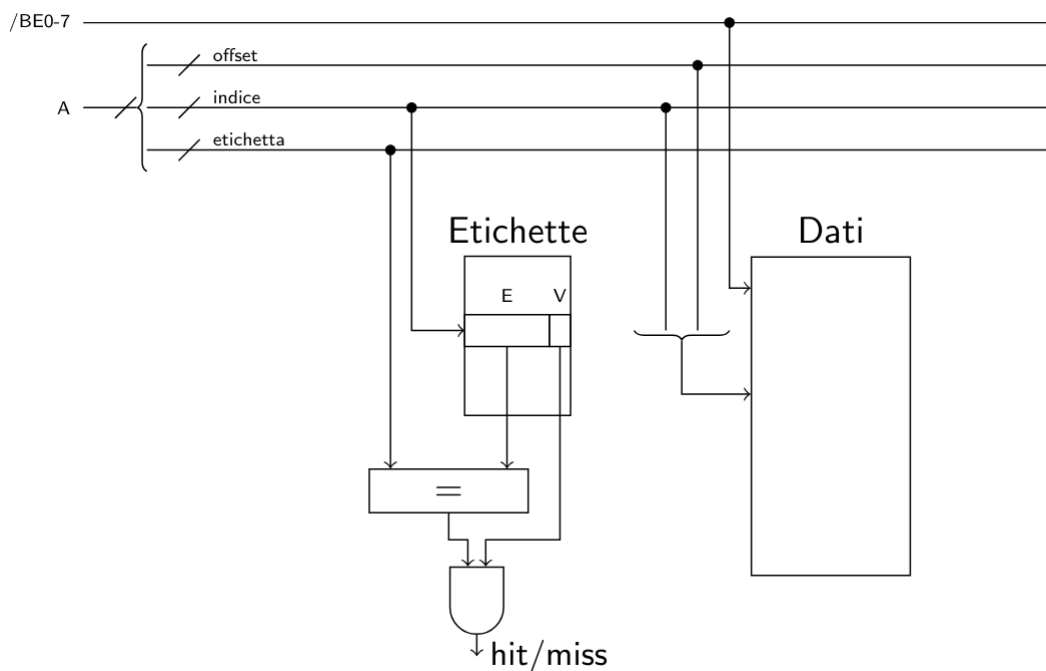 /BE0-7
offset
A
indice
etichetta
Etichette
Dati
E
V
=
hit/miss